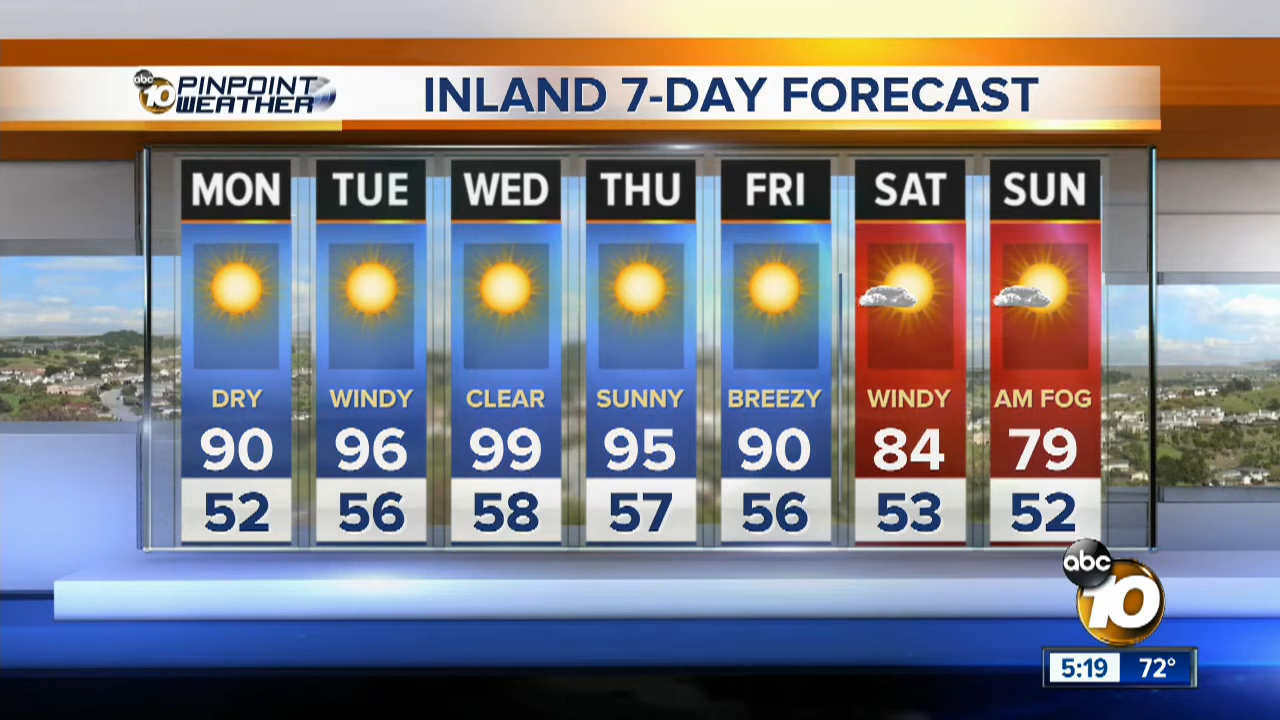 abc
10
PINPOINT
WEATHER
INLAND 7-DAY FORECAST
MON TUE WED THU FRI SAT SUN
DRY WINDY CLEAR SUNNY BREEZY WINDY AM FOG
90 96 99 95 90 84 79
52 56 58 57 56 53 52
abc
10
5:19 72°